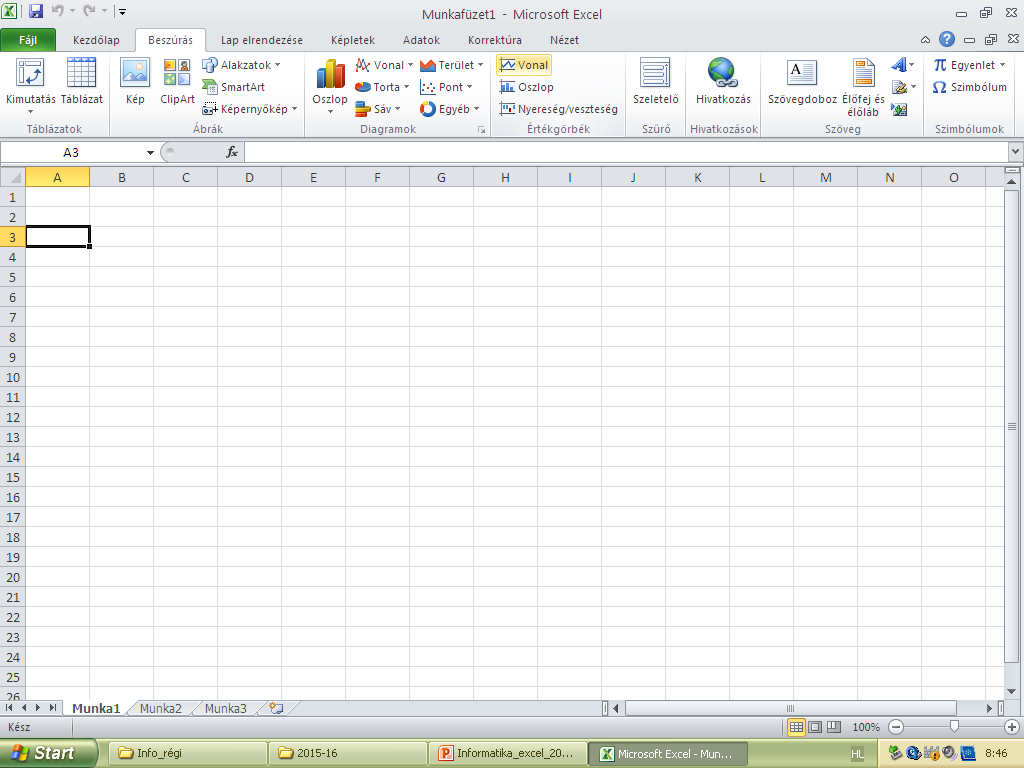 Munkafüzet1 - Microsoft Excel
Fájl Kezdőlap Beszúrás Lap elrendezése Képletek Adatok Korrektúra Nézet
Kimutatás Táblázat
Táblázatok
Kép ClipArt Alakzatok
SmartArt
Képernyőkép
Ábrák
Oszlop Vonal Terület
Torta Pont
Sáv Egyéb
Diagramok
Vonal
Oszlop
Nyereség/veszteség
Értékgörbék
Szeletelő
Szűrő
Hivatkozás
Hivatkozások
Szövegdoboz Élőfej és
élőláb
Szöveg
π Egyenlet
Ω Szimbólum
Szimbólumok
A3 fx
A B C D E F G H I J K L M N O
1
2
3
4
5
6
7
8
9
10
11
12
13
14
15
16
17
18
19
20
21
22
23
24
25
26
Munka1 Munka2 Munka3
Kész 100%
Start Info_régi 2015-16 Informatika_excel_20... Microsoft Excel - Mun... HL 8:46